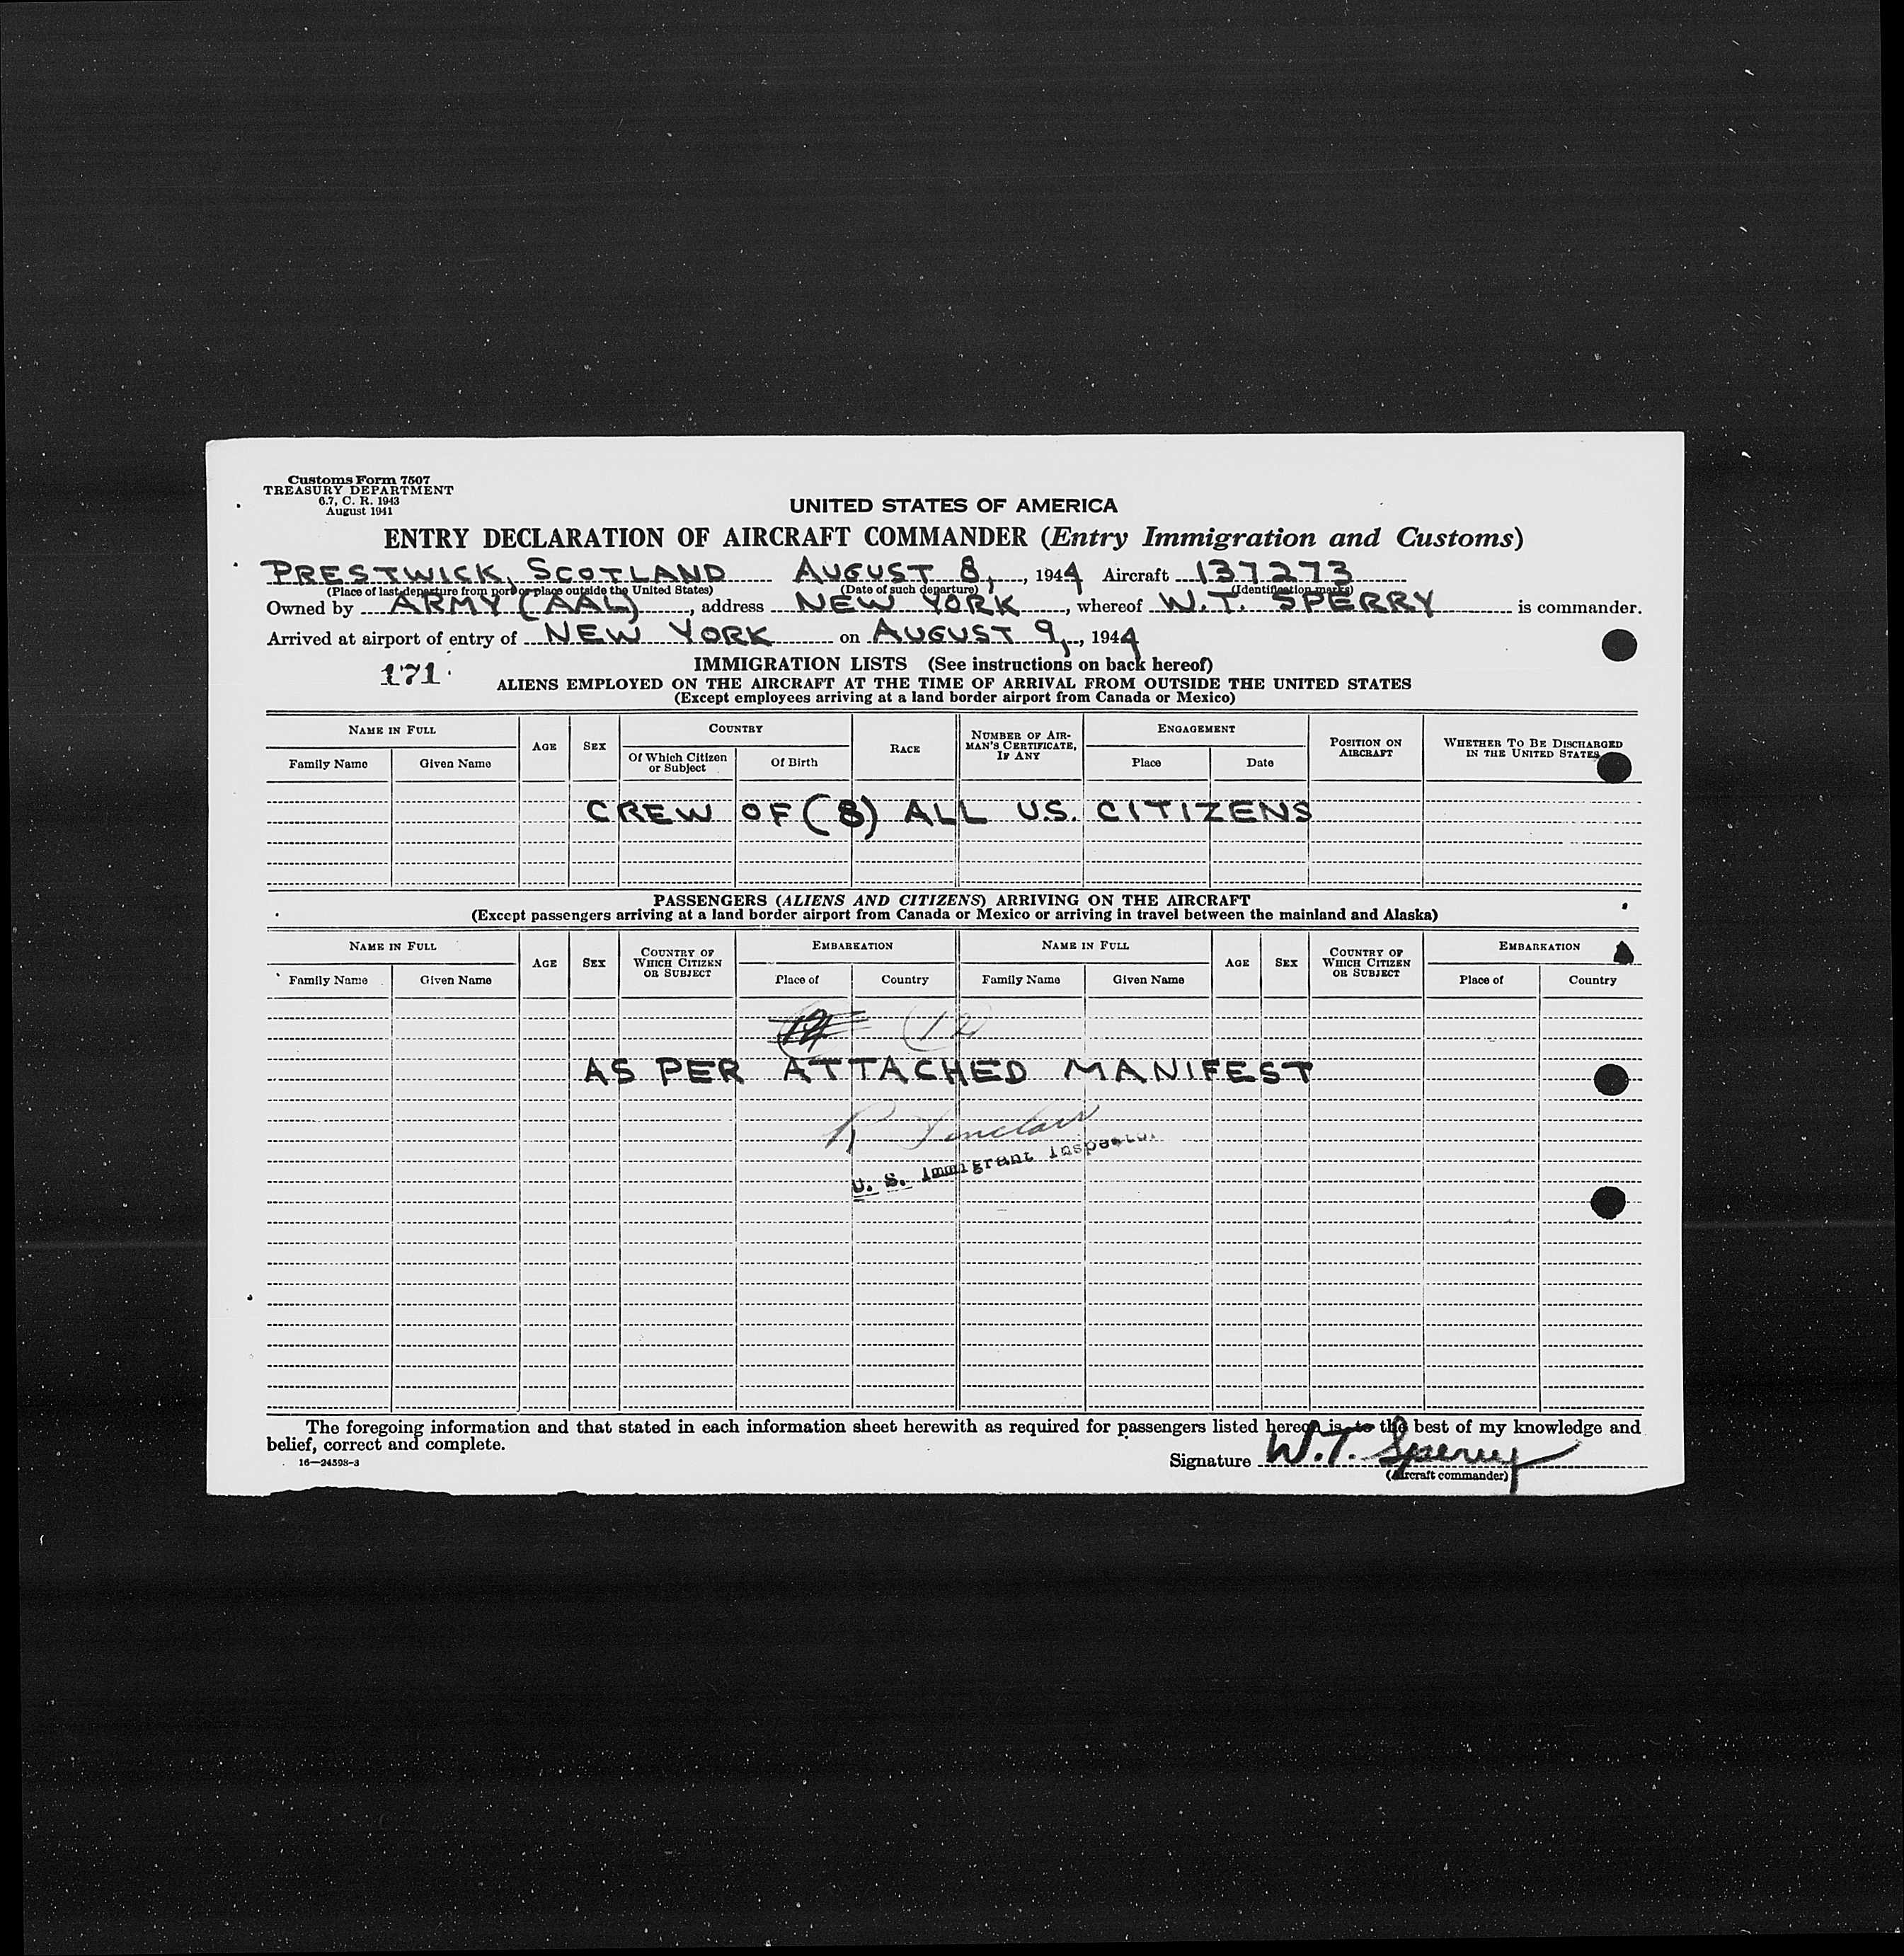 Customs Form 7507
TREASURY DEPARTMENT
6.7, C. R. 1943
August 1941
UNITED STATES OF AMERICA
ENTRY DECLARATION OF AIRCRAFT COMMANDER (Entry Immigration and Customs)
PRESTWICK, SCOTLAND AUGUST 8, 1944 Aircraft 137273
(Place of last departure from port or place outside the United States) (Date of such departure) (Identification marks)
Owned by ARMY (AAL), address NEW YORK, whereof W.T. SPERRY is commander.
Arrived at airport of entry of NEW YORK on AUGUST 9, 1944
171
IMMIGRATION LISTS (See instructions on back hereof)
ALIENS EMPLOYED ON THE AIRCRAFT AT THE TIME OF ARRIVAL FROM OUTSIDE THE UNITED STATES
(Except employees arriving at a land border airport from Canada or Mexico)
NAME IN FULL AGE SEX COUNTRY RACE NUMBER OF AIRMAN'S CERTIFICATE, IF ANY ENGAGEMENT POSITION ON AIRCRAFT WHETHER TO BE DISCHARGED IN THE UNITED STATES
Family Name Given Name Of Which Citizen or Subject Of Birth Place Date
CREW OF (8) ALL U.S. CITIZENS
PASSENGERS (ALIENS AND CITIZENS) ARRIVING ON THE AIRCRAFT
(Except passengers arriving at a land border airport from Canada or Mexico or arriving in travel between the mainland and Alaska)
NAME IN FULL AGE SEX COUNTRY OF WHICH CITIZEN OR SUBJECT EMBARKATION NAME IN FULL AGE SEX COUNTRY OF WHICH CITIZEN OR SUBJECT EMBARKATION
Family Name Given Name Place of Country Family Name Given Name Place of Country
(12)
AS PER ATTACHED MANIFEST
R Sinclair
U. S. Immigrant Inspector
The foregoing information and that stated in each information sheet herewith as required for passengers listed hereon is to the best of my knowledge and
belief, correct and complete.
16—24598-3
Signature W.T. Sperry
(Aircraft commander)